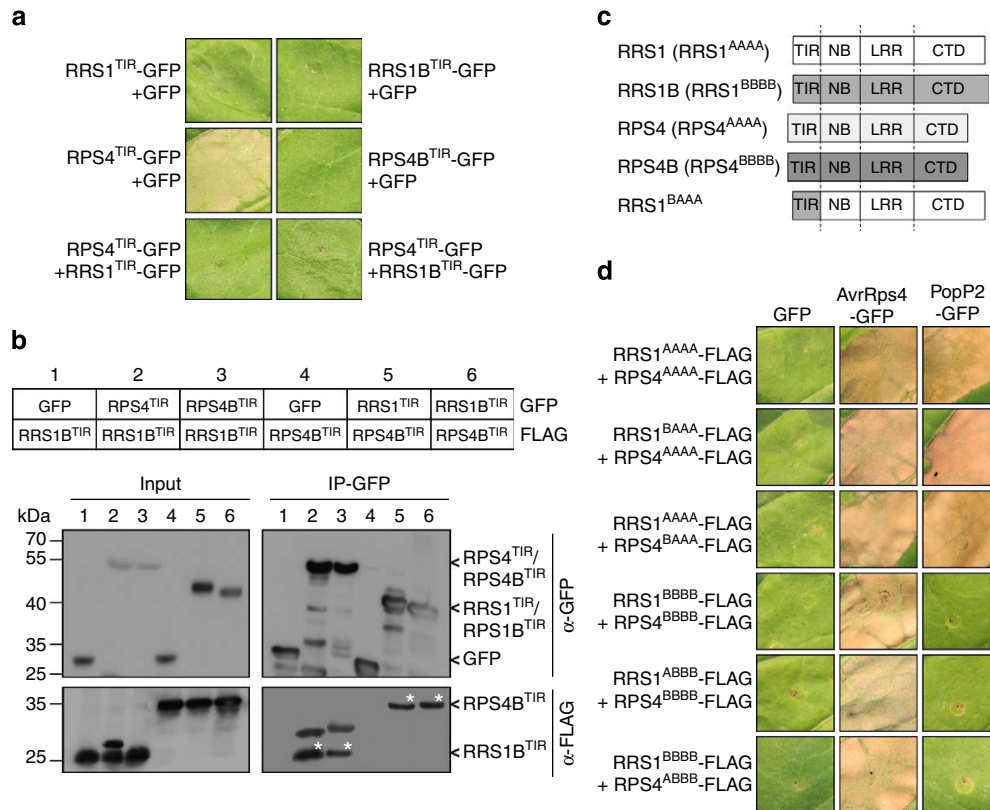 a
RRS1^TIR-GFP
+GFP
RRS1B^TIR-GFP
+GFP
RPS4^TIR-GFP
+GFP
RPS4B^TIR-GFP
+GFP
RPS4^TIR-GFP
+RRS1^TIR-GFP
RPS4^TIR-GFP
+RRS1B^TIR-GFP
b
1 2 3 4 5 6
GFP RPS4^TIR RPS4B^TIR GFP RRS1^TIR RRS1B^TIR GFP
RRS1B^TIR RRS1B^TIR RRS1B^TIR RPS4B^TIR RPS4B^TIR RPS4B^TIR FLAG
Input IP-GFP
kDa 1 2 3 4 5 6 1 2 3 4 5 6
70
55
40
35
25
RPS4^TIR/
RPS4B^TIR
RRS1^TIR/
RPS1B^TIR
GFP
α-GFP
35
25
* *
* *
RPS4B^TIR
RRS1B^TIR
α-FLAG
c
RRS1 (RRS1^AAAA) TIR NB LRR CTD
RRS1B (RRS1^BBBB) TIR NB LRR CTD
RPS4 (RPS4^AAAA) TIR NB LRR CTD
RPS4B (RPS4^BBBB) TIR NB LRR CTD
RRS1^BAAA TIR NB LRR CTD
d
GFP AvrRps4 -GFP PopP2 -GFP
RRS1^AAAA-FLAG
+ RPS4^AAAA-FLAG
RRS1^BAAA-FLAG
+ RPS4^AAAA-FLAG
RRS1^AAAA-FLAG
+ RPS4^BAAA-FLAG
RRS1^BBBB-FLAG
+ RPS4^BBBB-FLAG
RRS1^ABBB-FLAG
+ RPS4^BBBB-FLAG
RRS1^BBBB-FLAG
+ RPS4^ABBB-FLAG